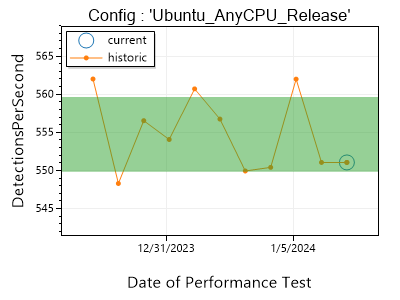 Config : 'Ubuntu_AnyCPU_Release'
current
historic
DetectionsPerSecond
565
560
555
550
545
12/31/2023
1/5/2024
Date of Performance Test